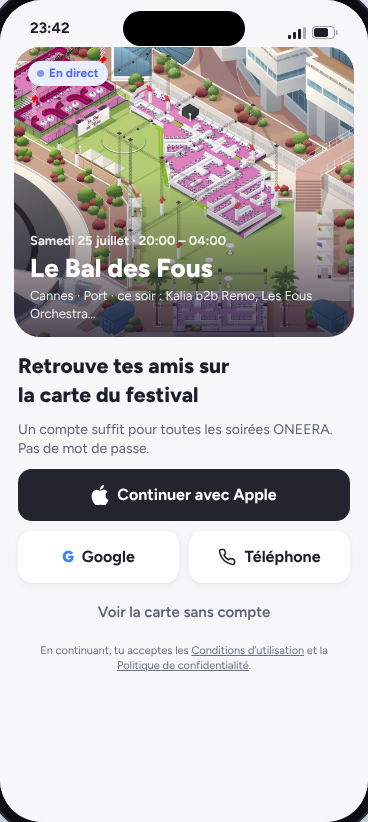 23:42
En direct
Samedi 25 juillet · 20:00 – 04:00
Le Bal des Fous
Cannes · Port · ce soir : Kalia b2b Remo, Les Fous
Orchestra...
Retrouve tes amis sur
la carte du festival
Un compte suffit pour toutes les soirées ONEERA.
Pas de mot de passe.
Continuer avec Apple
G Google
Téléphone
Voir la carte sans compte
En continuant, tu acceptes les Conditions d'utilisation et la
Politique de confidentialité.